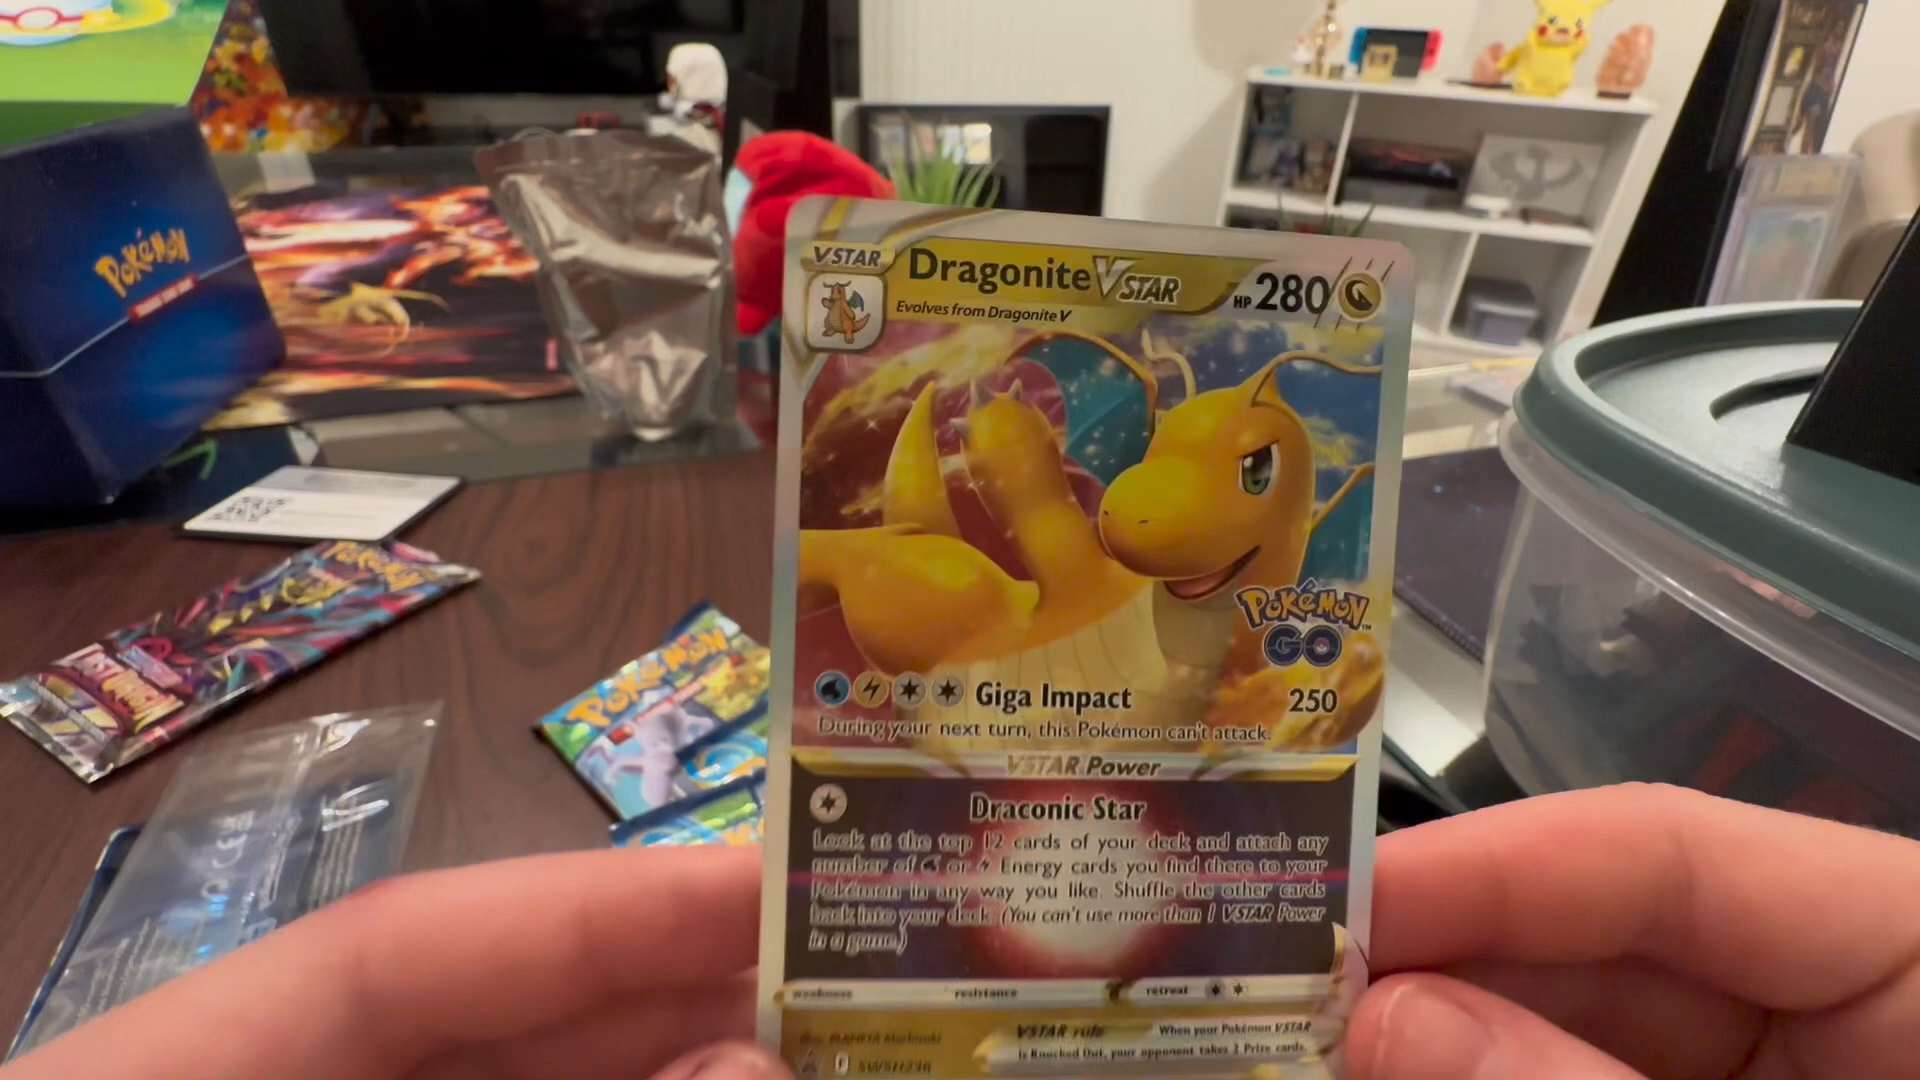 VSTAR
Dragonite VSTAR
HP 280
Evolves from Dragonite V
POKéMON
GO
Giga Impact 250
During your next turn, this Pokémon can't attack.
VSTAR Power
Draconic Star
Look at the top 12 cards of your deck and attach any
number of or Energy cards you find there to your
Pokémon in any way you like. Shuffle the other cards
back into your deck. (You can't use more than 1 VSTAR Power
in a game.)
weakness resistance retreat
VSTAR rule When your Pokémon VSTAR
is Knocked Out, your opponent takes 2 Prize cards.
F
POKéMON
POKéMON
LOST ORIGIN
POKéMON